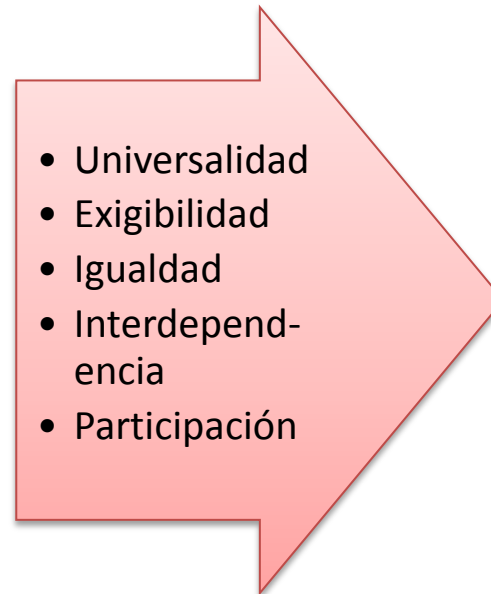 • Universalidad
• Exigibilidad
• Igualdad
• Interdepend-
encia
• Participación